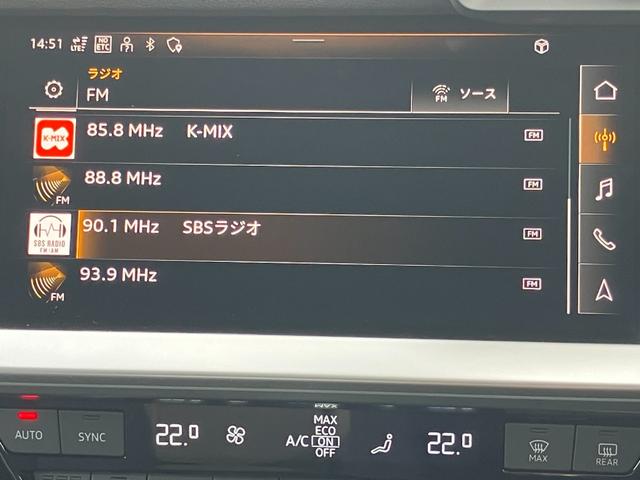 14:51 LTE NO ETC
ラジオ
FM
FM ソース
K-MIX 85.8 MHz K-MIX FM
FM 88.8 MHz FM
SBS RADIO FM・AM 90.1 MHz SBSラジオ FM
FM 93.9 MHz FM
AUTO SYNC 22.0 A/C MAX ECO ON OFF 22.0 MAX REAR